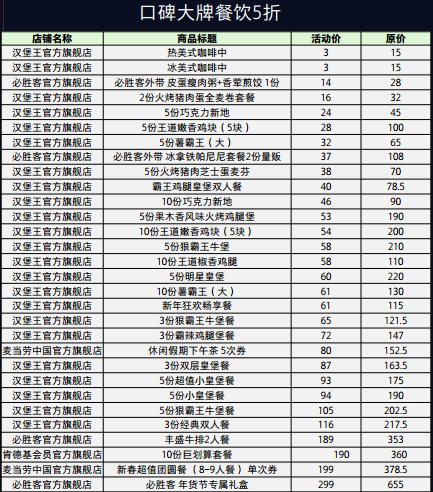 口碑大牌餐饮5折
店铺名称 商品标题 活动价 原价
汉堡王官方旗舰店 热美式咖啡中 3 15
汉堡王官方旗舰店 冰美式咖啡中 3 15
必胜客官方旗舰店 必胜客外带 皮蛋瘦肉粥+香荤煎饺 1份 14 28
汉堡王官方旗舰店 2份火烤猪肉蛋全麦卷套餐 16 32
汉堡王官方旗舰店 5份巧克力新地 24 45
汉堡王官方旗舰店 5份王道嫩香鸡块（5块） 28 100
汉堡王官方旗舰店 5份薯霸王（大） 32 65
必胜客官方旗舰店 必胜客外带 冰拿铁帕尼尼套餐2份量贩 37 108
汉堡王官方旗舰店 5份火烤猪肉芝士蛋麦芬 38 70
汉堡王官方旗舰店 霸王鸡腿皇堡双人餐 40 78.5
汉堡王官方旗舰店 10份巧克力新地 46 90
汉堡王官方旗舰店 5份果木香风味火烤鸡腿堡 53 190
汉堡王官方旗舰店 10份王道嫩香鸡块（5块） 54 200
汉堡王官方旗舰店 5份狠霸王牛堡 58 210
汉堡王官方旗舰店 10份王道椒香鸡腿 58 110
汉堡王官方旗舰店 5份明星皇堡 60 220
汉堡王官方旗舰店 10份薯霸王（大） 61 130
汉堡王官方旗舰店 新年狂欢畅享餐 61 115
汉堡王官方旗舰店 3份狠霸王牛堡餐 65 121.5
汉堡王官方旗舰店 3份霸辣鸡腿堡餐 72 147
麦当劳中国官方旗舰店 休闲假期下午茶 5次券 80 152.5
汉堡王官方旗舰店 3份双层皇堡餐 87 163.5
汉堡王官方旗舰店 5份超值小皇堡餐 93 175
汉堡王官方旗舰店 5份小皇堡餐 94 190
汉堡王官方旗舰店 5份狠霸王牛堡餐 105 202.5
汉堡王官方旗舰店 3份经典双人餐 116 217.5
必胜客官方旗舰店 丰盛牛排2人餐 189 353
肯德基会员官方旗舰店 10份巨划算套餐 190 360
麦当劳中国官方旗舰店 新春超值团圆餐 （8-9人餐） 单次券 199 378.5
必胜客官方旗舰店 必胜客 年货节专属礼盒 299 655